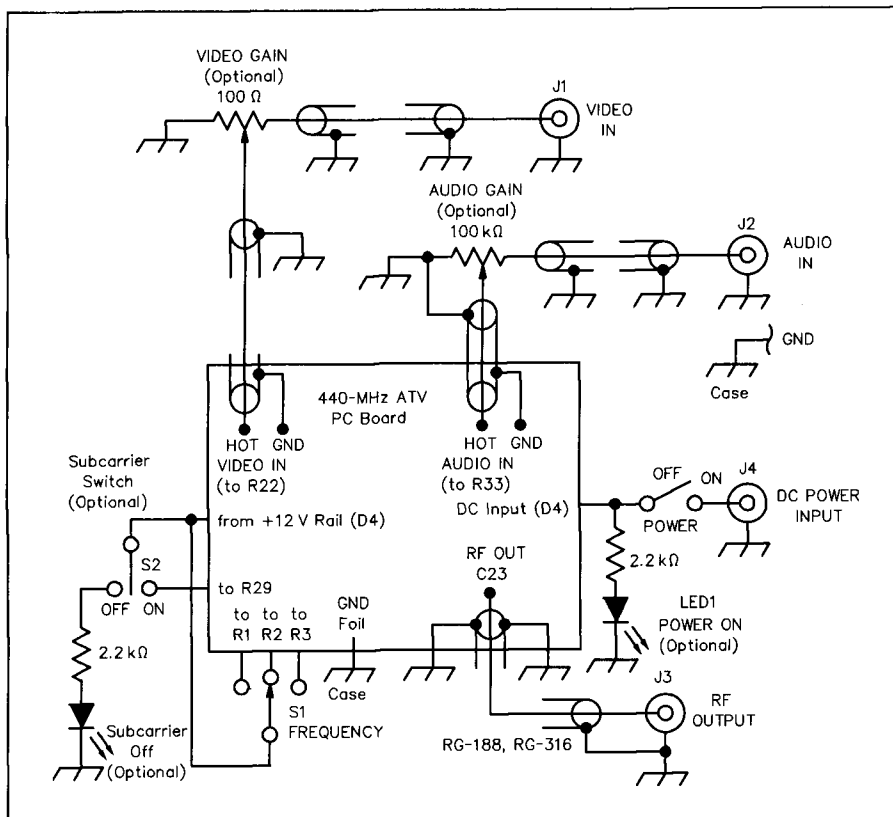 VIDEO GAIN
(Optional)
100 Ω
J1
VIDEO
IN
AUDIO GAIN
(Optional)
100 kΩ
J2
AUDIO
IN
GND
Case
440-MHz ATV
PC Board
HOT GND
VIDEO IN
(to R22)
HOT GND
AUDIO IN
(to R33)
Subcarrier
Switch
(Optional)
from +12 V Rail (D4)
DC Input (D4)
OFF ON
POWER
J4
DC POWER
INPUT
S2
OFF ON
to R29
RF OUT
C23
2.2 kΩ
LED1
POWER ON
(Optional)
to
R1
to
R2
to
R3
GND
Foil
2.2 kΩ
Case
S1
FREQUENCY
Subcarrier
Off
(Optional)
J3
RF
OUTPUT
RG-188, RG-316